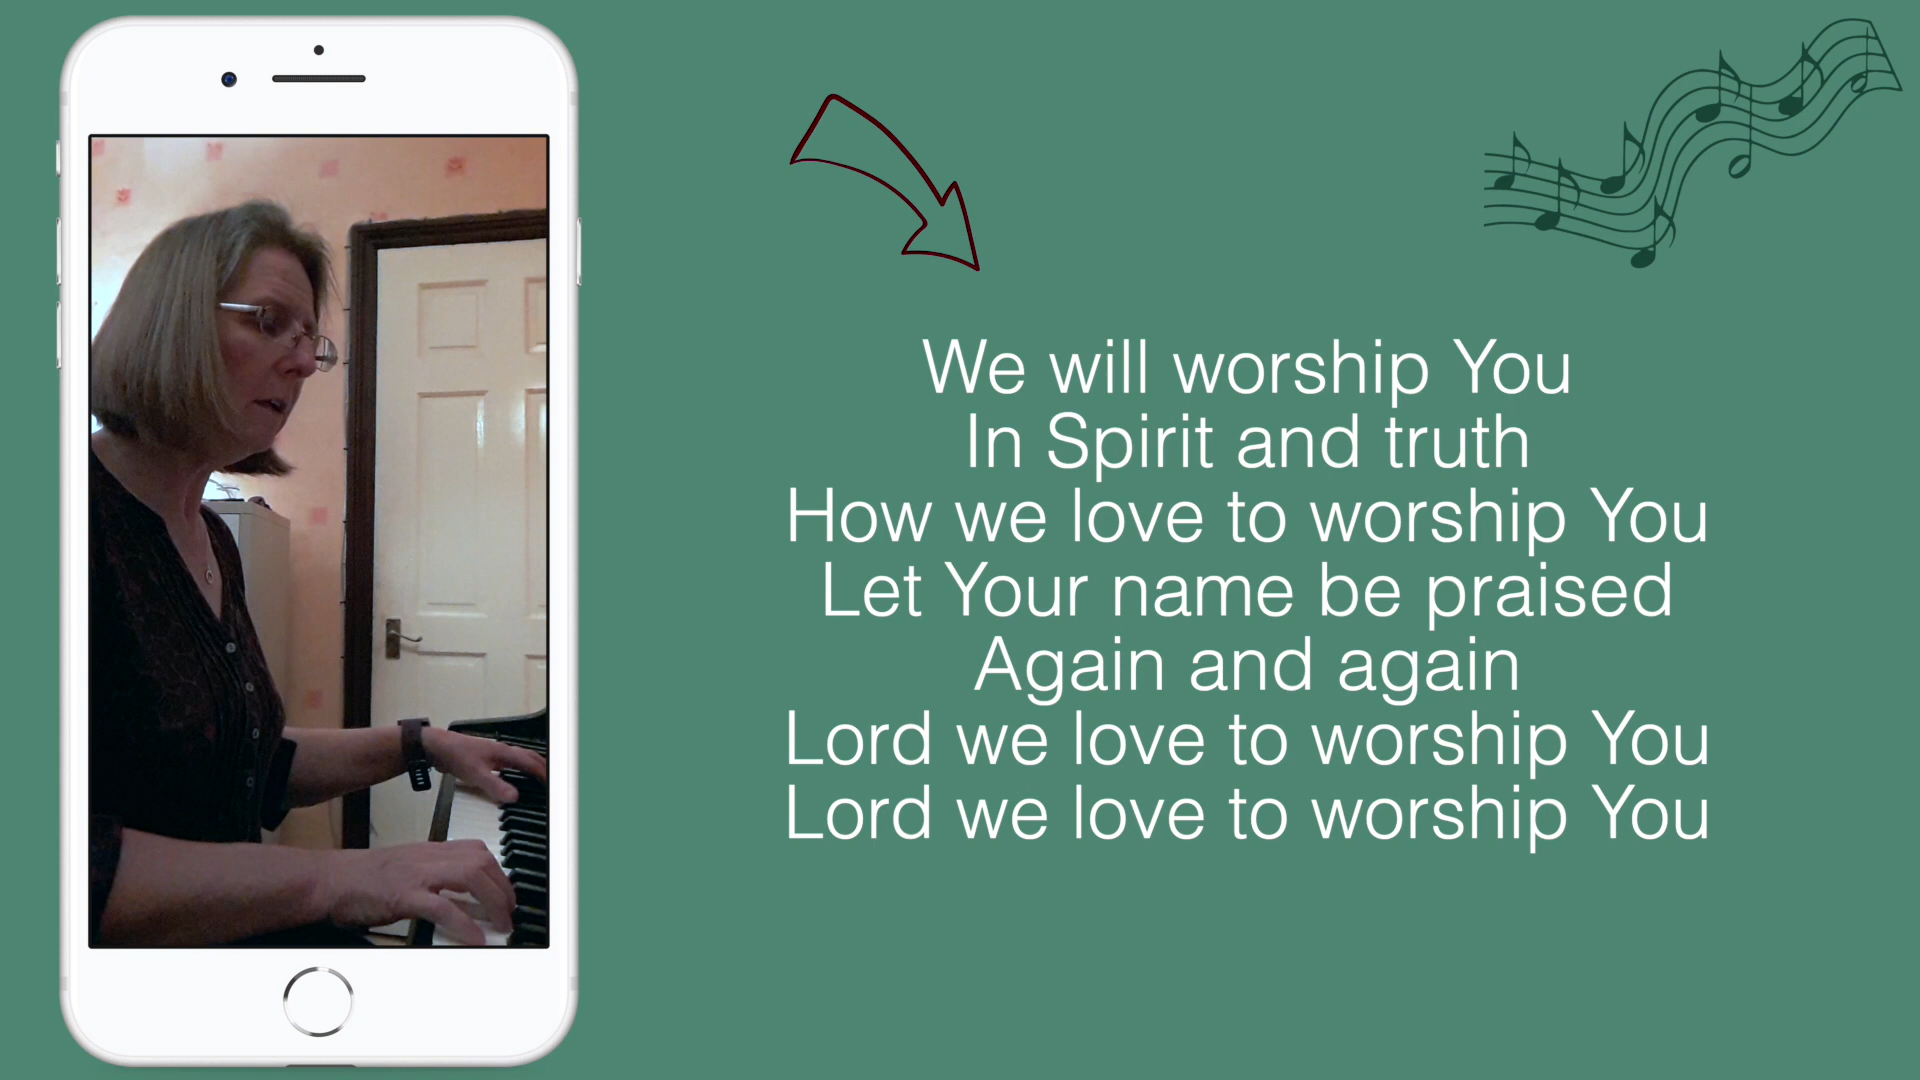 We will worship You
In Spirit and truth
How we love to worship You
Let Your name be praised
Again and again
Lord we love to worship You
Lord we love to worship You